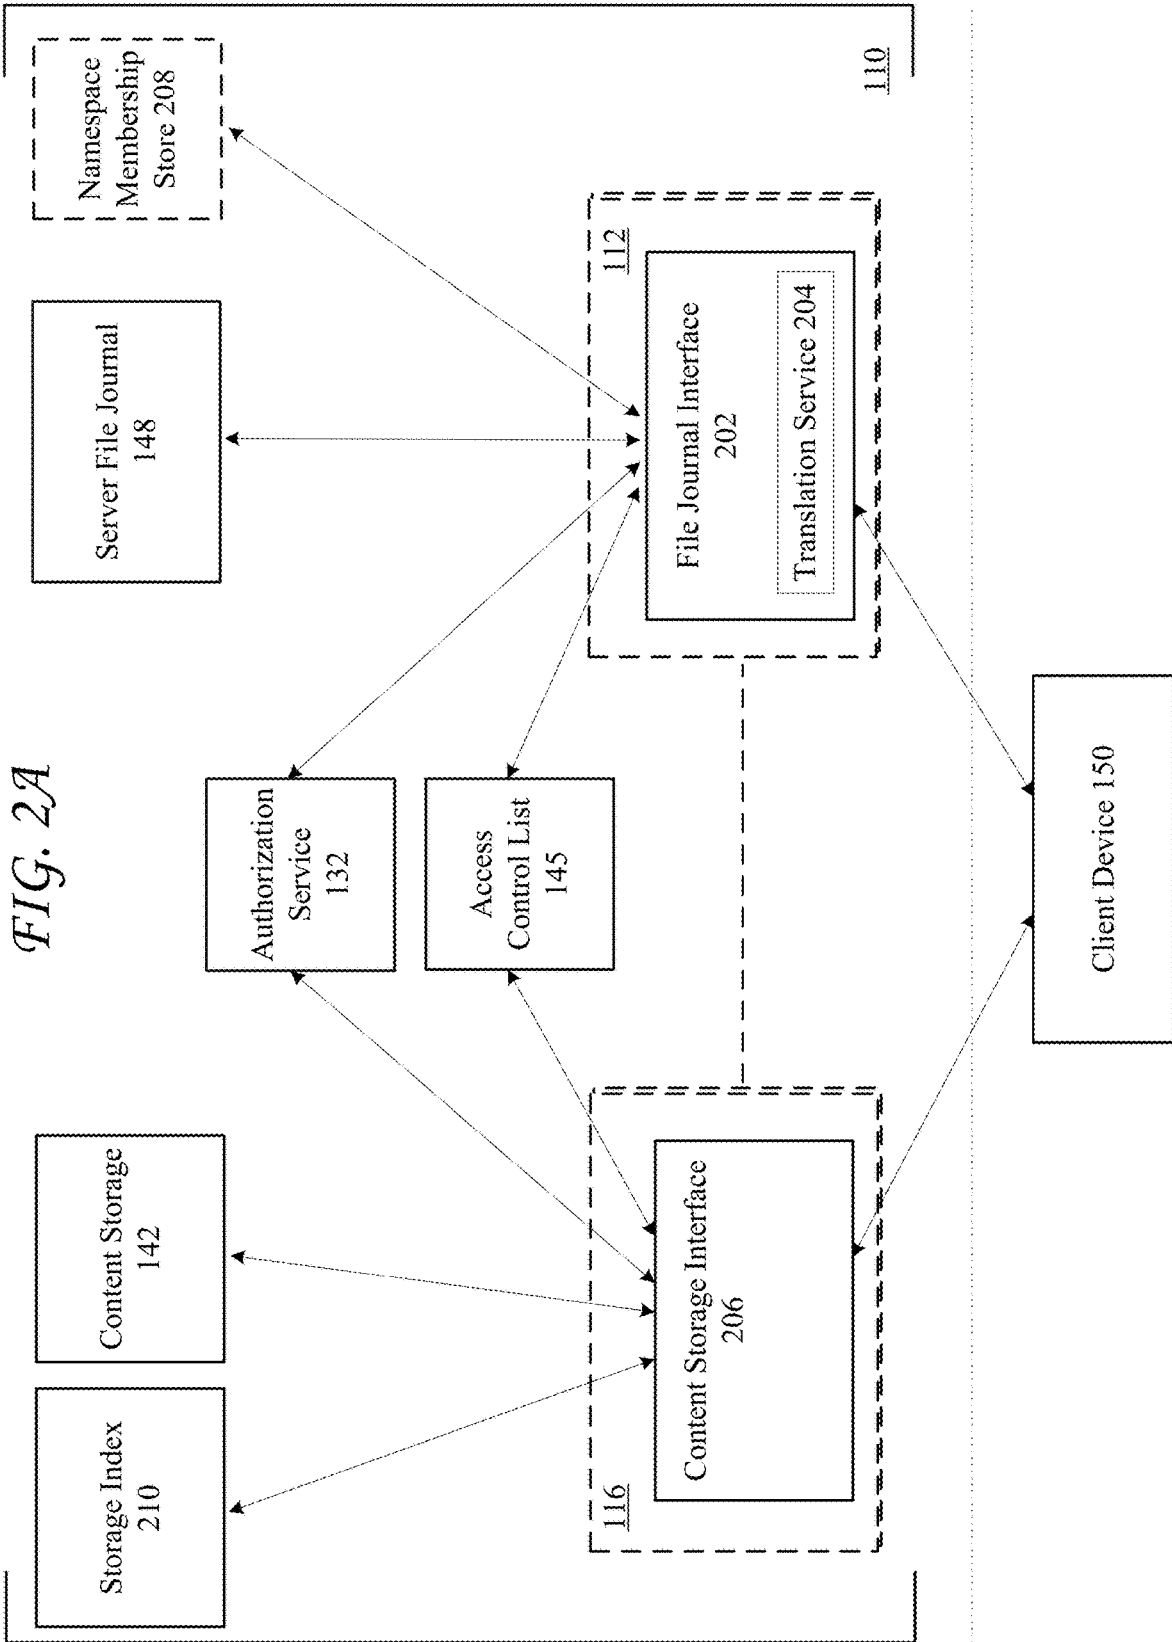 FIG. 2A
Storage Index
210
Content Storage
142
Authorization
Service
132
Access
Control List
145
Server File Journal
148
Namespace
Membership
Store 208
110
116
Content Storage Interface
206
112
File Journal Interface
202
Translation Service 204
Client Device 150